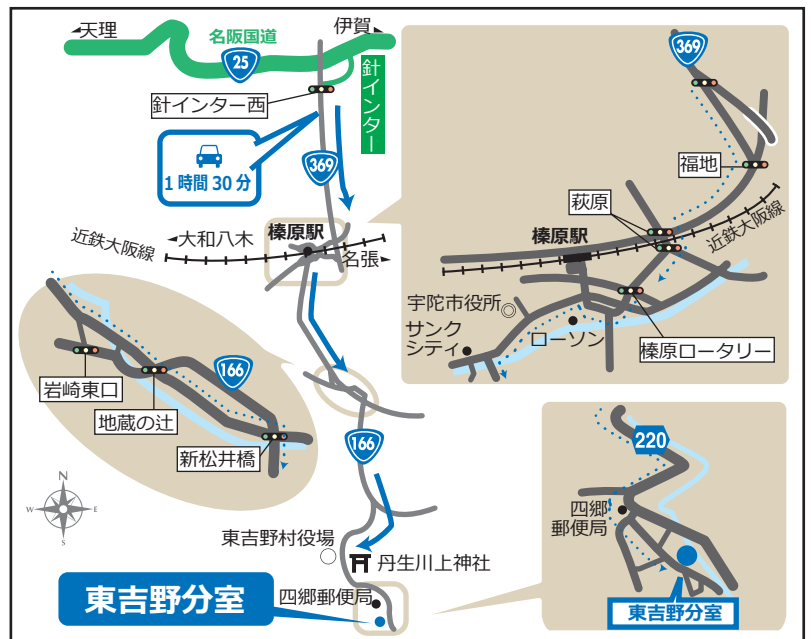 ◄天理
伊賀►
名阪国道
25
針インター
針インター西
1時間30分
369
榛原駅
近鉄大阪線
◄大和八木
名張►
369
福地
萩原
榛原駅
近鉄大阪線
宇陀市役所
サンク
シティ
ローソン
榛原ロータリー
166
岩崎東口
地蔵の辻
新松井橋
166
N
W
E
S
東吉野村役場
丹生川上神社
四郷郵便局
東吉野分室
220
四郷
郵便局
東吉野分室